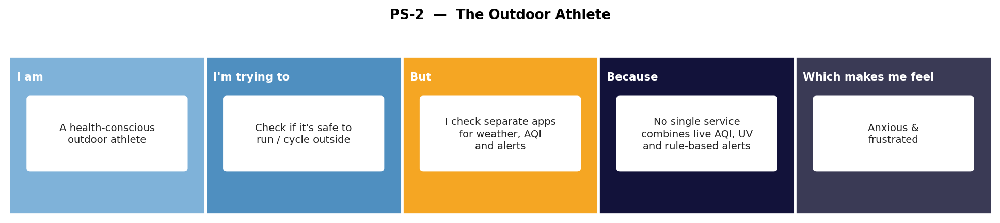 PS-2 — The Outdoor Athlete
I am
A health-conscious
outdoor athlete
I'm trying to
Check if it's safe to
run / cycle outside
But
I check separate apps
for weather, AQI
and alerts
Because
No single service
combines live AQI, UV
and rule-based alerts
Which makes me feel
Anxious &
frustrated